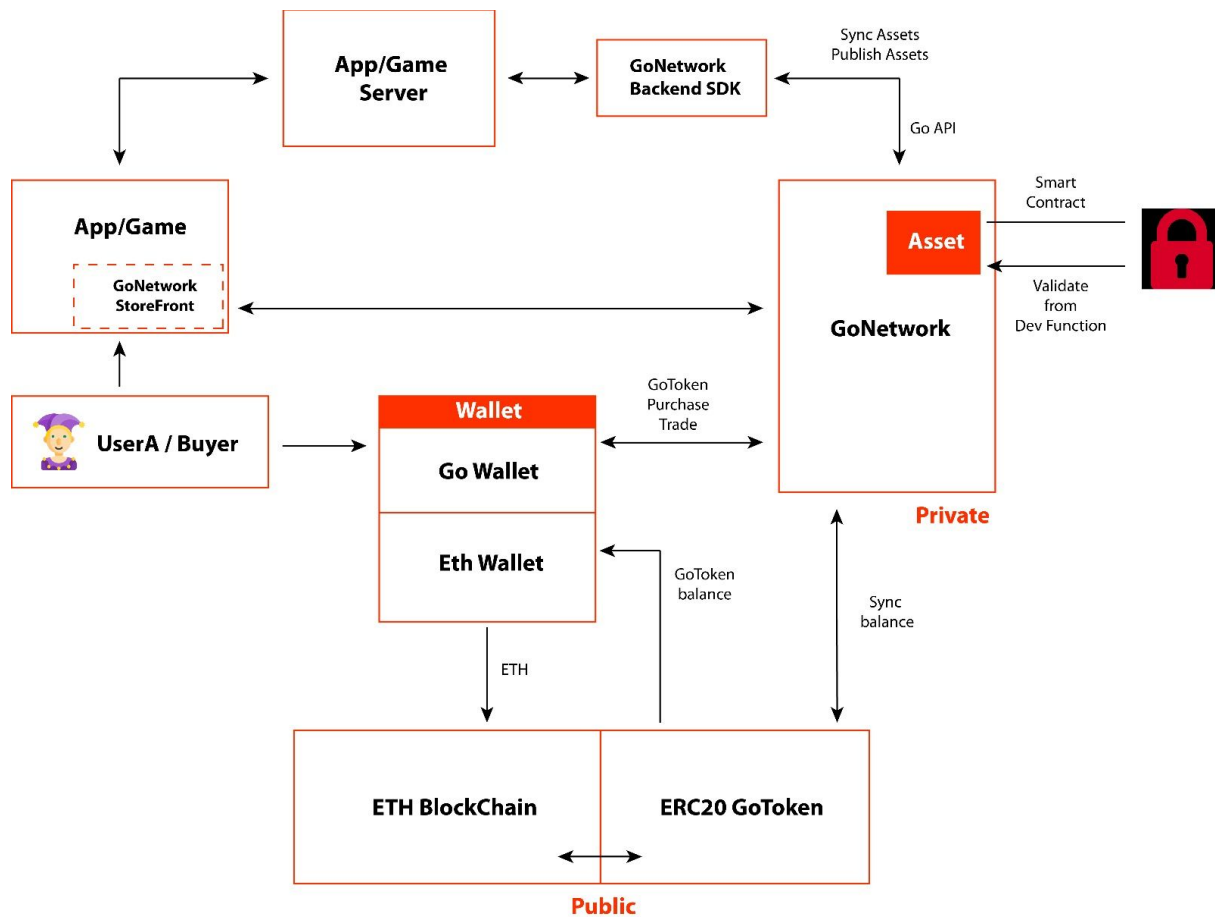 App/Game
Server
GoNetwork
Backend SDK
Sync Assets
Publish Assets
Go API
App/Game
GoNetwork
StoreFront
Asset
GoNetwork
Smart
Contract
Validate
from
Dev Function
UserA / Buyer
Wallet
Go Wallet
Eth Wallet
GoToken
Purchase
Trade
Private
GoToken
balance
Sync
balance
ETH
ETH BlockChain
ERC20 GoToken
Public